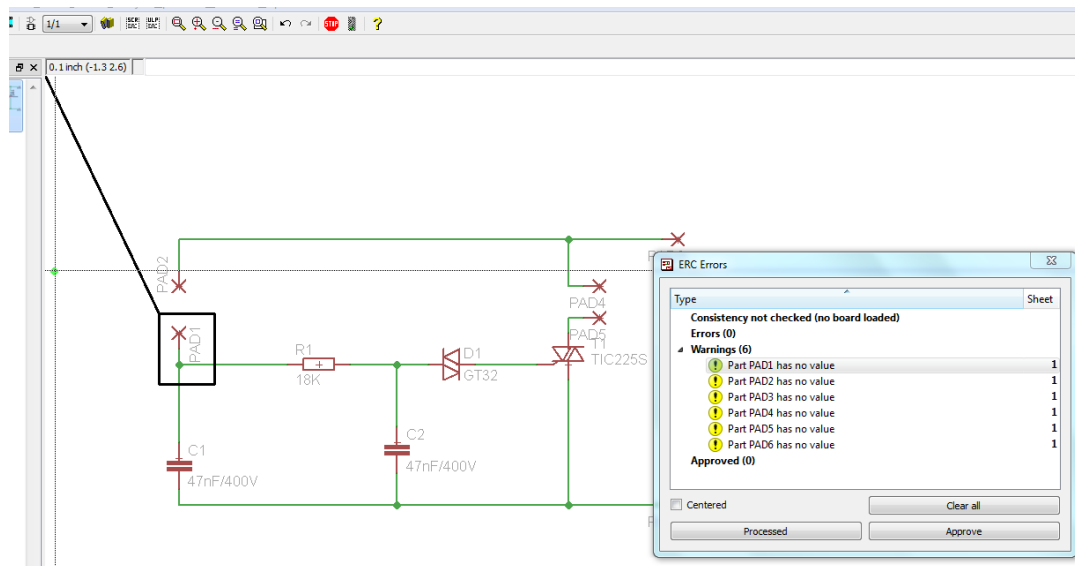 1/1
SCR
ULP
STOP
?
0.1 inch (-1.3 2.6)
PAD2
PAD4
PAD1
PAD5
T1
TIC225S
R1
18K
D1
GT32
C1
47nF/400V
C2
47nF/400V
ERC Errors
Type Sheet
Consistency not checked (no board loaded)
Errors (0)
Warnings (6)
Part PAD1 has no value 1
Part PAD2 has no value 1
Part PAD3 has no value 1
Part PAD4 has no value 1
Part PAD5 has no value 1
Part PAD6 has no value 1
Approved (0)
Centered
Clear all
Processed
Approve